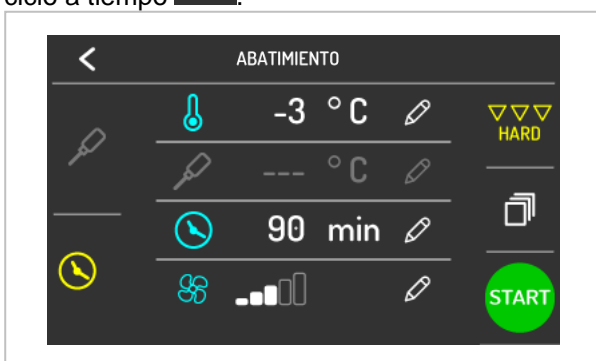 ciclo a tiempo .
ABATIMIENTO
-3 °C
HARD
--- °C
90 min
START